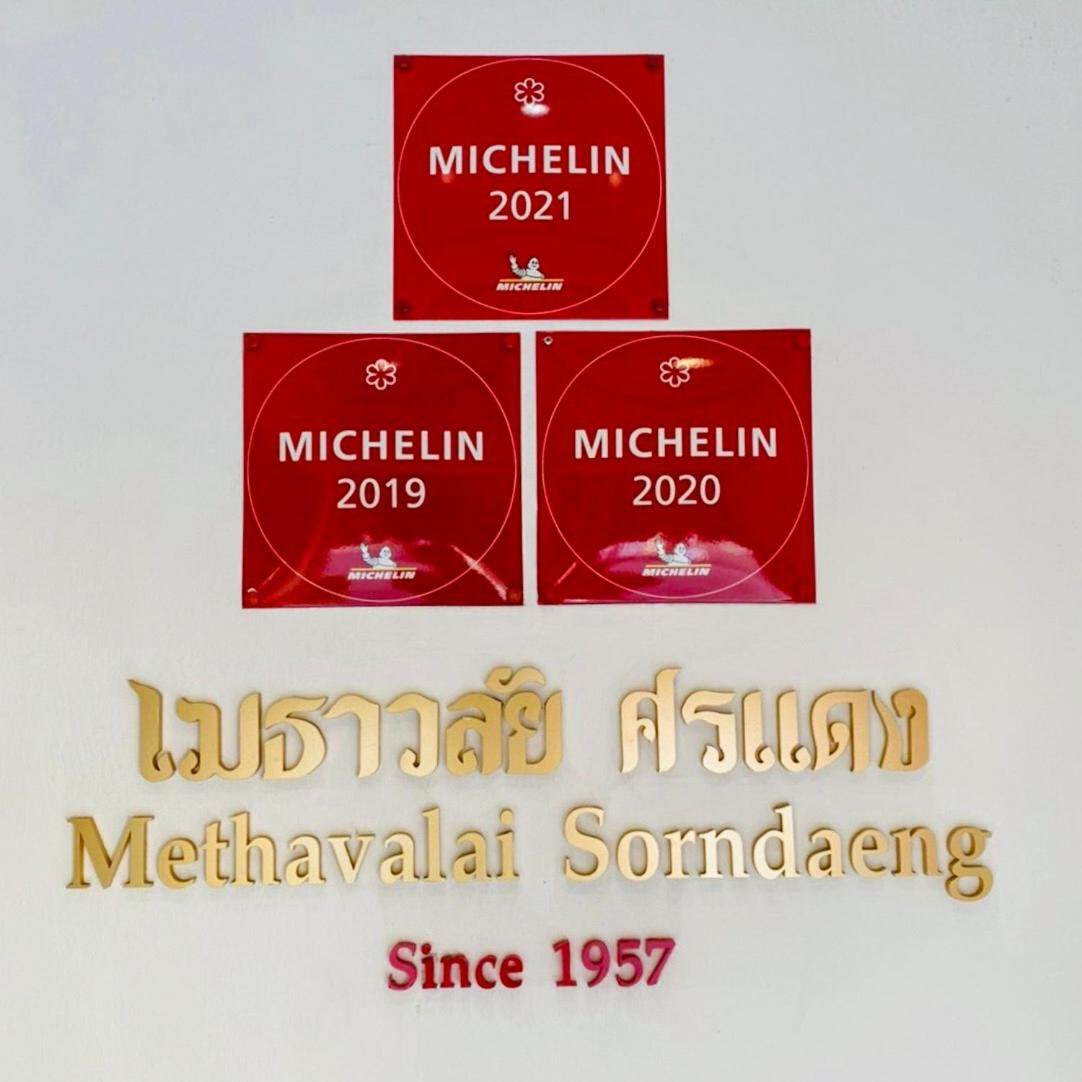 MICHELIN
2021
MICHELIN
MICHELIN
2019
MICHELIN
MICHELIN
2020
MICHELIN
เมธาวลัย ศรแดง
Methavalai Sorndaeng
Since 1957